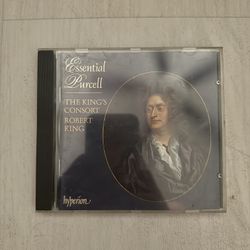 Essential
Purcell
THE KING'S
CONSORT
ROBERT
KING
hyperion